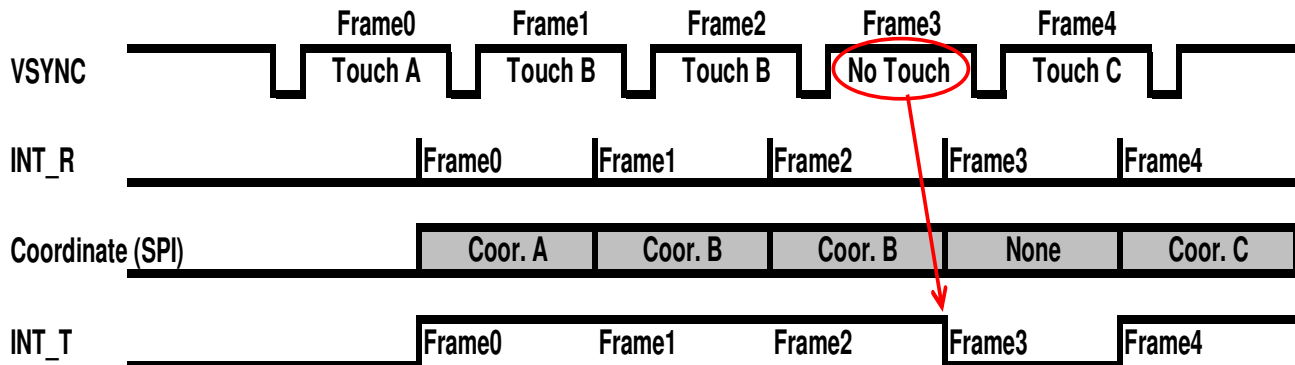 Frame0 Frame1 Frame2 Frame3 Frame4
VSYNC Touch A Touch B Touch B No Touch Touch C
INT_R Frame0 Frame1 Frame2 Frame3 Frame4
Coordinate (SPI) Coor. A Coor. B Coor. B None Coor. C
INT_T Frame0 Frame1 Frame2 Frame3 Frame4